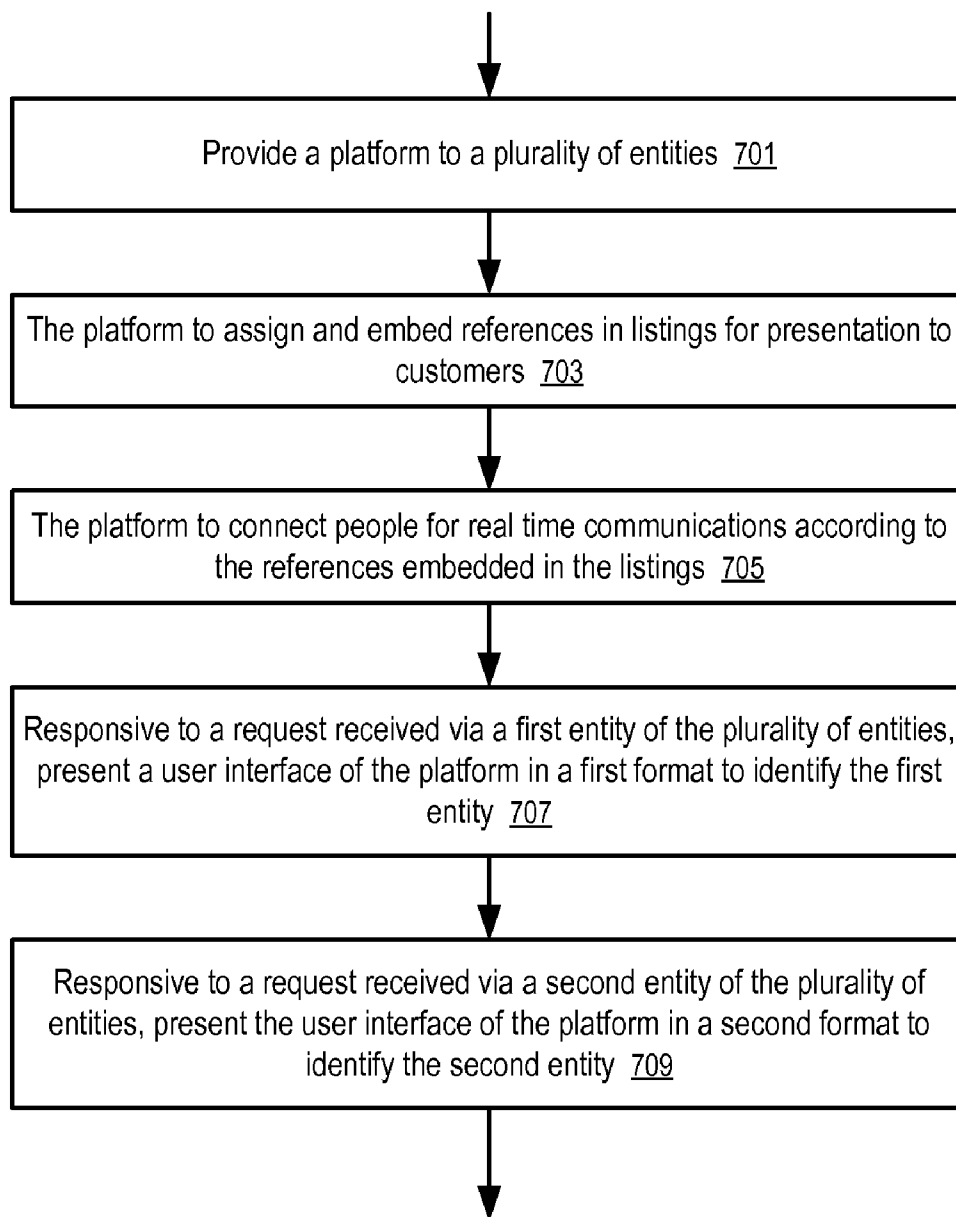 Provide a platform to a plurality of entities 701
The platform to assign and embed references in listings for presentation to
customers 703
The platform to connect people for real time communications according to
the references embedded in the listings 705
Responsive to a request received via a first entity of the plurality of entities,
present a user interface of the platform in a first format to identify the first
entity 707
Responsive to a request received via a second entity of the plurality of
entities, present the user interface of the platform in a second format to
identify the second entity 709